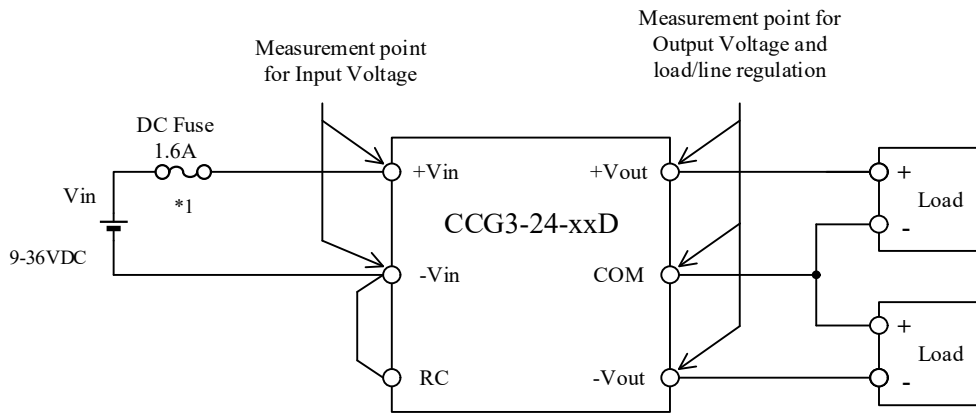 Measurement point
for Input Voltage
Measurement point for
Output Voltage and
load/line regulation
DC Fuse
1.6A
*1
Vin
9-36VDC
+Vin
-Vin
RC
CCG3-24-xxD
+Vout
COM
-Vout
+
Load
-
+
Load
-